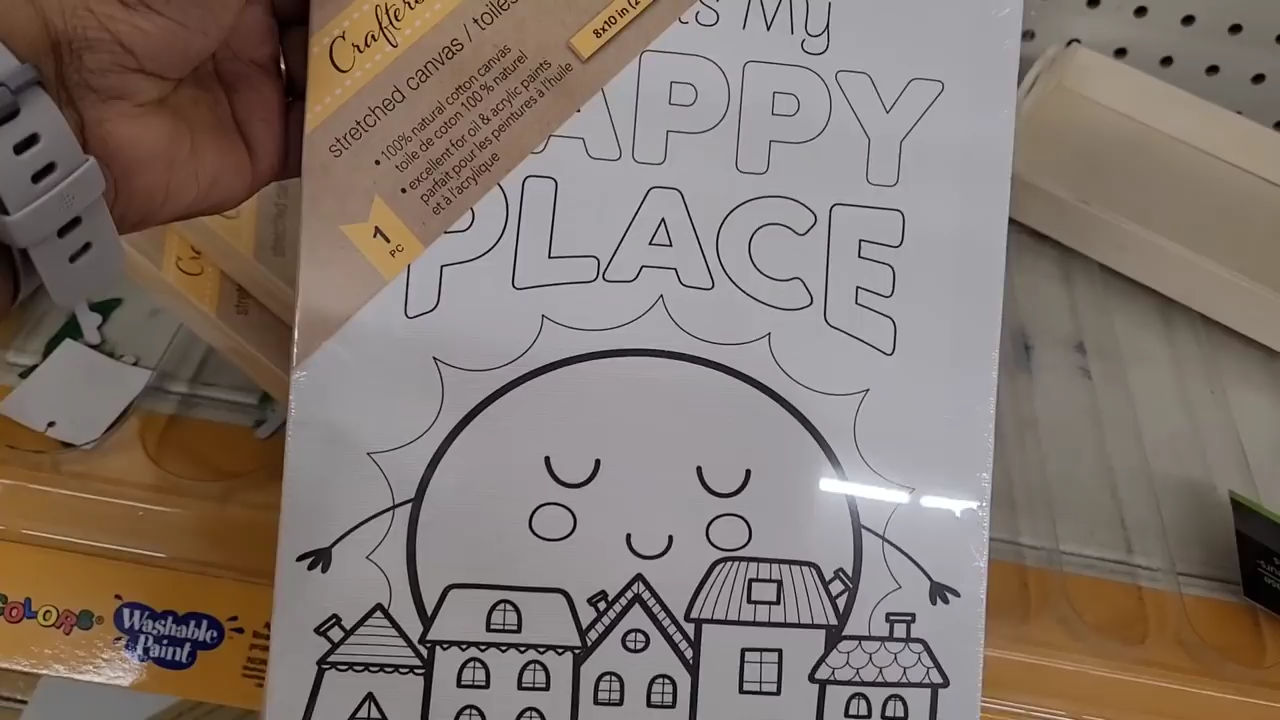 stretched canvas / toiles
8x10 in
• 100% natural cotton canvas
toile de coton 100 % naturel
• excellent for oil & acrylic paints
parfait pour les peintures à l'huile
et à l'acrylique
1
PC
My
APPY
PLACE
Washable
Paint